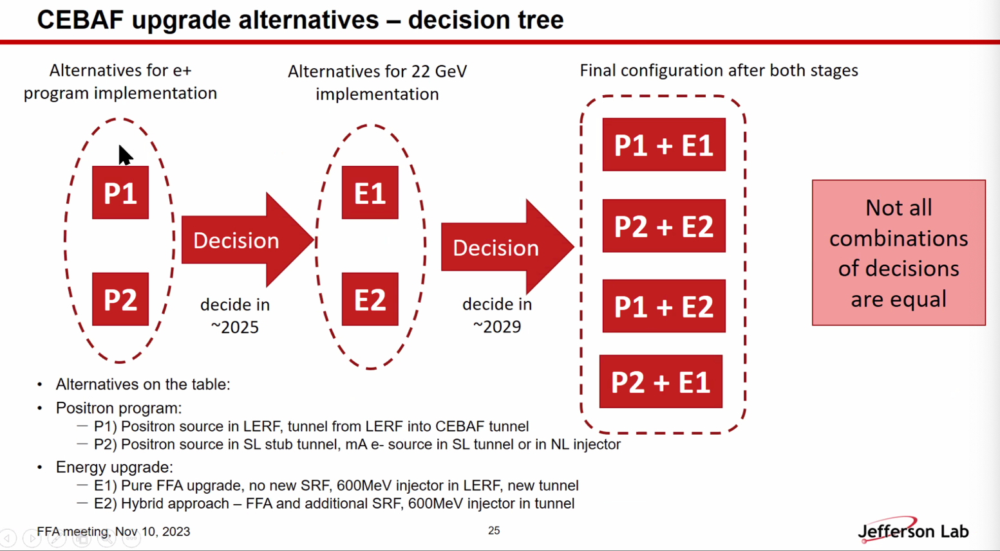 CEBAF upgrade alternatives – decision tree
Alternatives for e+
program implementation
Alternatives for 22 GeV
implementation
Final configuration after both stages
P1
P2
Decision
decide in
~2025
E1
E2
Decision
decide in
~2029
P1 + E1
P2 + E2
P1 + E2
P2 + E1
Not all
combinations
of decisions
are equal
• Alternatives on the table:
• Positron program:
— P1) Positron source in LERF, tunnel from LERF into CEBAF tunnel
— P2) Positron source in SL stub tunnel, mA e- source in SL tunnel or in NL injector
• Energy upgrade:
— E1) Pure FFA upgrade, no new SRF, 600MeV injector in LERF, new tunnel
— E2) Hybrid approach – FFA and additional SRF, 600MeV injector in tunnel
FFA meeting, Nov 10, 2023
25
Jefferson Lab